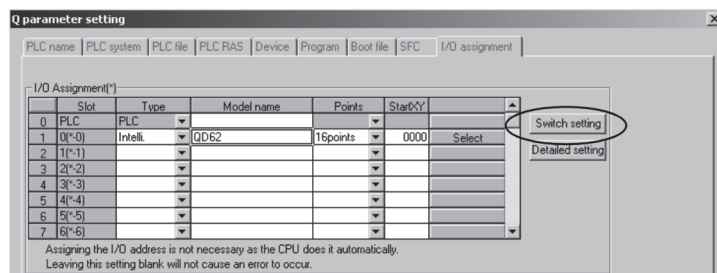 Q parameter setting
PLC name PLC system PLC file PLC RAS Device Program Boot file SFC I/O assignment
I/O Assignment(*)
Slot Type Model name Points StartXY
0 PLC PLC
Switch setting
1 0(*-0) Intelli. QD62 16points 0000 Select
2 1(*-1)
Detailed setting
3 2(*-2)
4 3(*-3)
5 4(*-4)
6 5(*-5)
7 6(*-6)
Assigning the I/O address is not necessary as the CPU does it automatically.
Leaving this setting blank will not cause an error to occur.